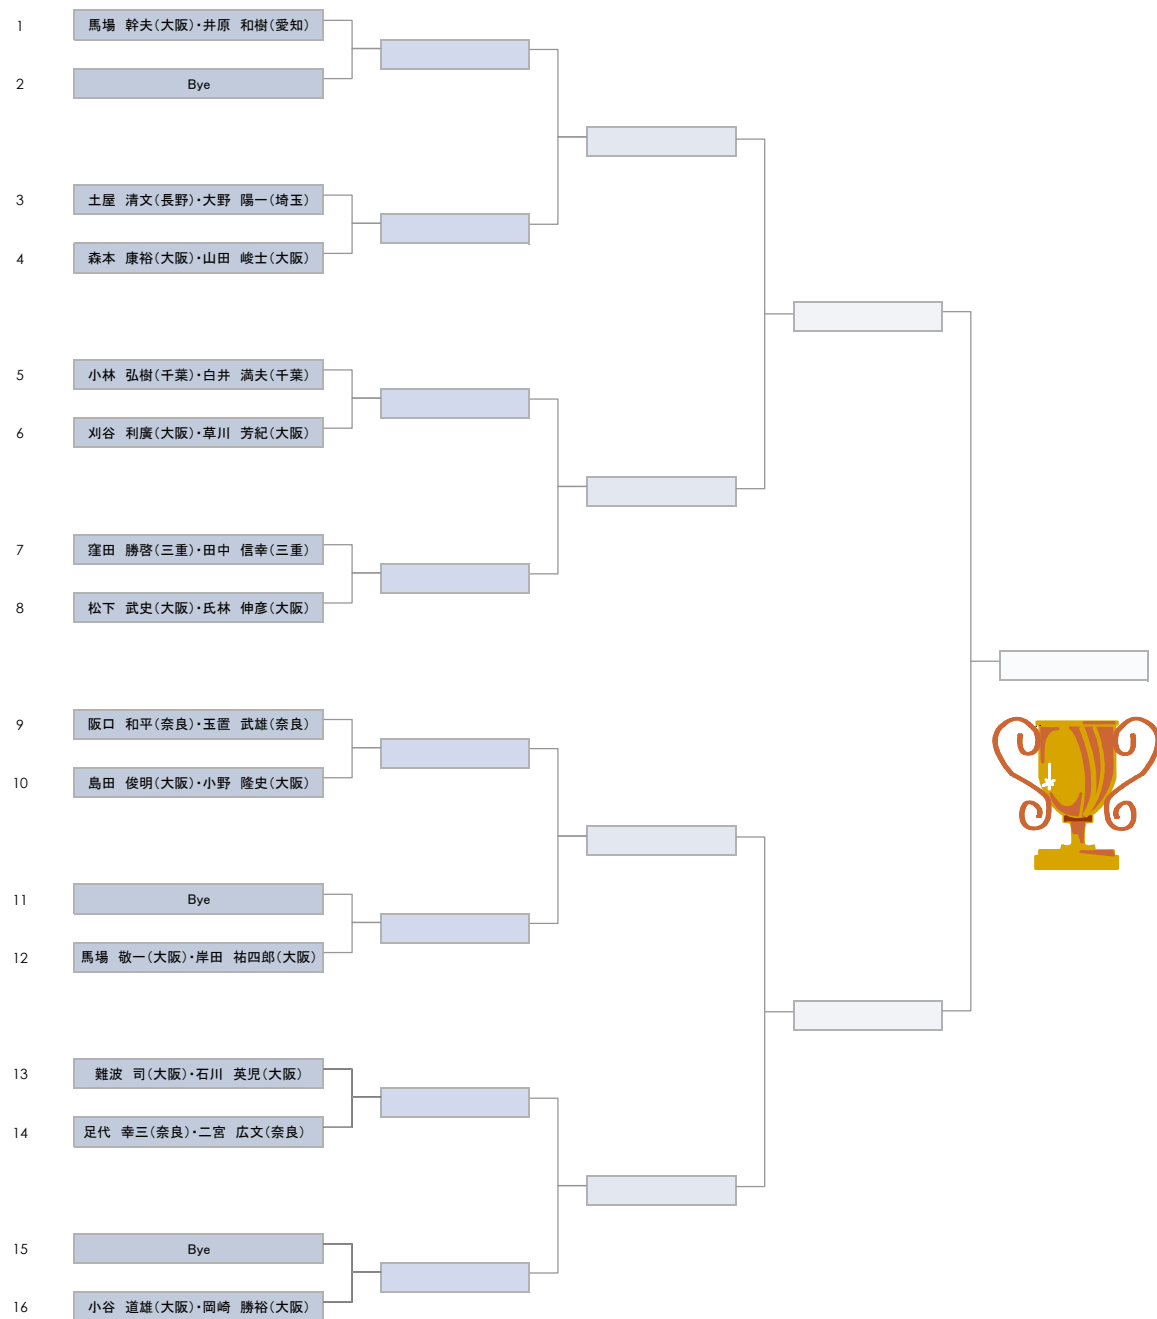 1 馬場 幹夫(大阪)・井原 和樹(愛知)
2 Bye
3 土屋 清文(長野)・大野 陽一(埼玉)
4 森本 康裕(大阪)・山田 峻士(大阪)
5 小林 弘樹(千葉)・白井 満夫(千葉)
6 刈谷 利廣(大阪)・草川 芳紀(大阪)
7 窪田 勝啓(三重)・田中 信幸(三重)
8 松下 武史(大阪)・氏林 伸彦(大阪)
9 阪口 和平(奈良)・玉置 武雄(奈良)
10 島田 俊明(大阪)・小野 隆史(大阪)
11 Bye
12 馬場 敬一(大阪)・岸田 祐四郎(大阪)
13 難波 司(大阪)・石川 英児(大阪)
14 足代 幸三(奈良)・二宮 広文(奈良)
15 Bye
16 小谷 道雄(大阪)・岡崎 勝裕(大阪)